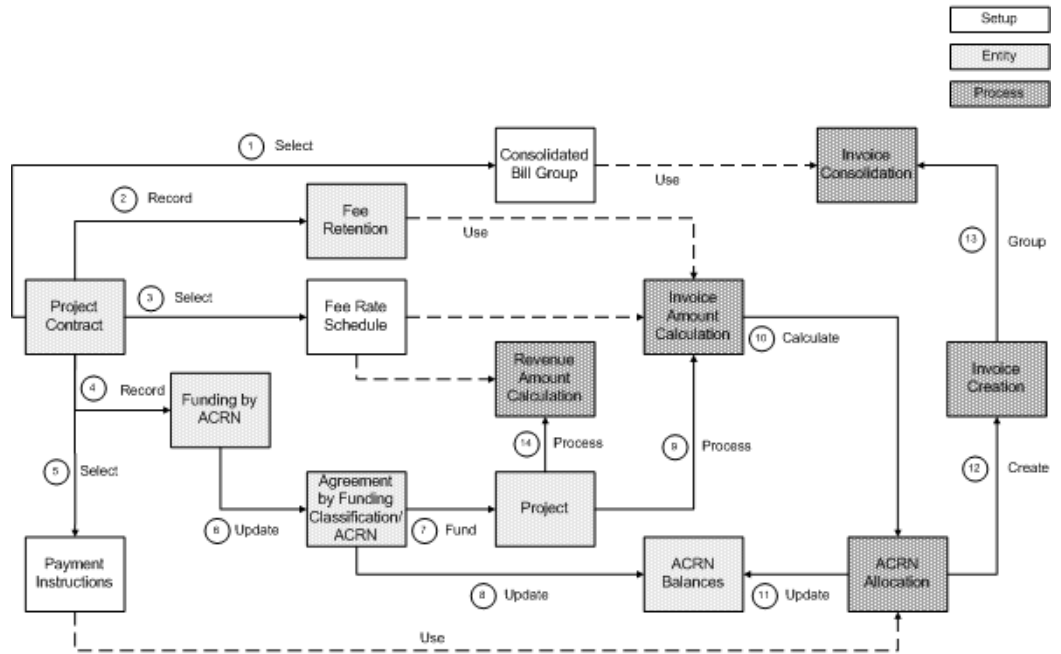 Setup
Entity
Process
1 Select
Consolidated
Bill Group
Use
Invoice
Consolidation
2 Record
Fee
Retention
Use
13 Group
Project
Contract
3 Select
Fee Rate
Schedule
Invoice
Amount
Calculation
10 Calculate
Revenue
Amount
Calculation
Invoice
Creation
4 Record
Funding by
ACRN
14 Process
9 Process
5 Select
12 Create
Agreement
by Funding
Classification/
ACRN
Project
6 Update
7 Fund
Payment
Instructions
ACRN
Balances
ACRN
Allocation
8 Update
11 Update
Use